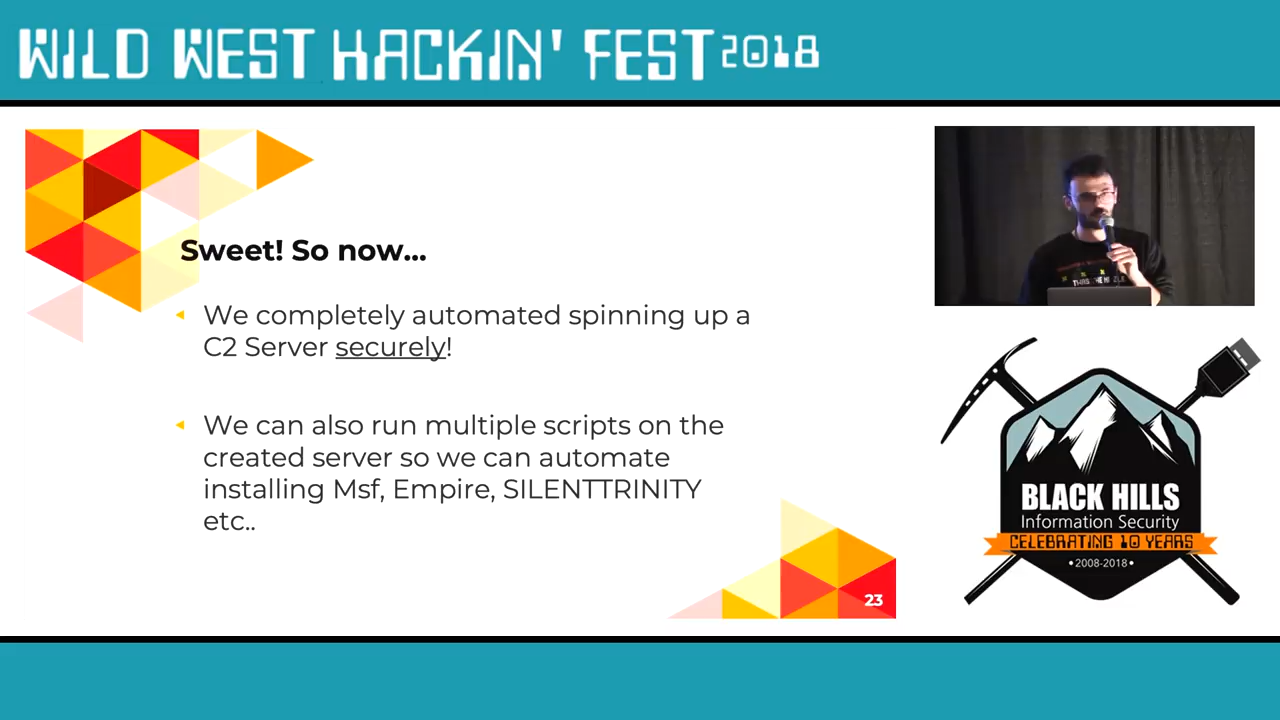 WILD WEST HACKIN' FEST 2018
Sweet! So now...
We completely automated spinning up a
C2 Server securely!
We can also run multiple scripts on the
created server so we can automate
installing Msf, Empire, SILENTTRINITY
etc..
23
BLACK HILLS
Information Security
CELEBRATING 10 YEARS
•2008-2018•